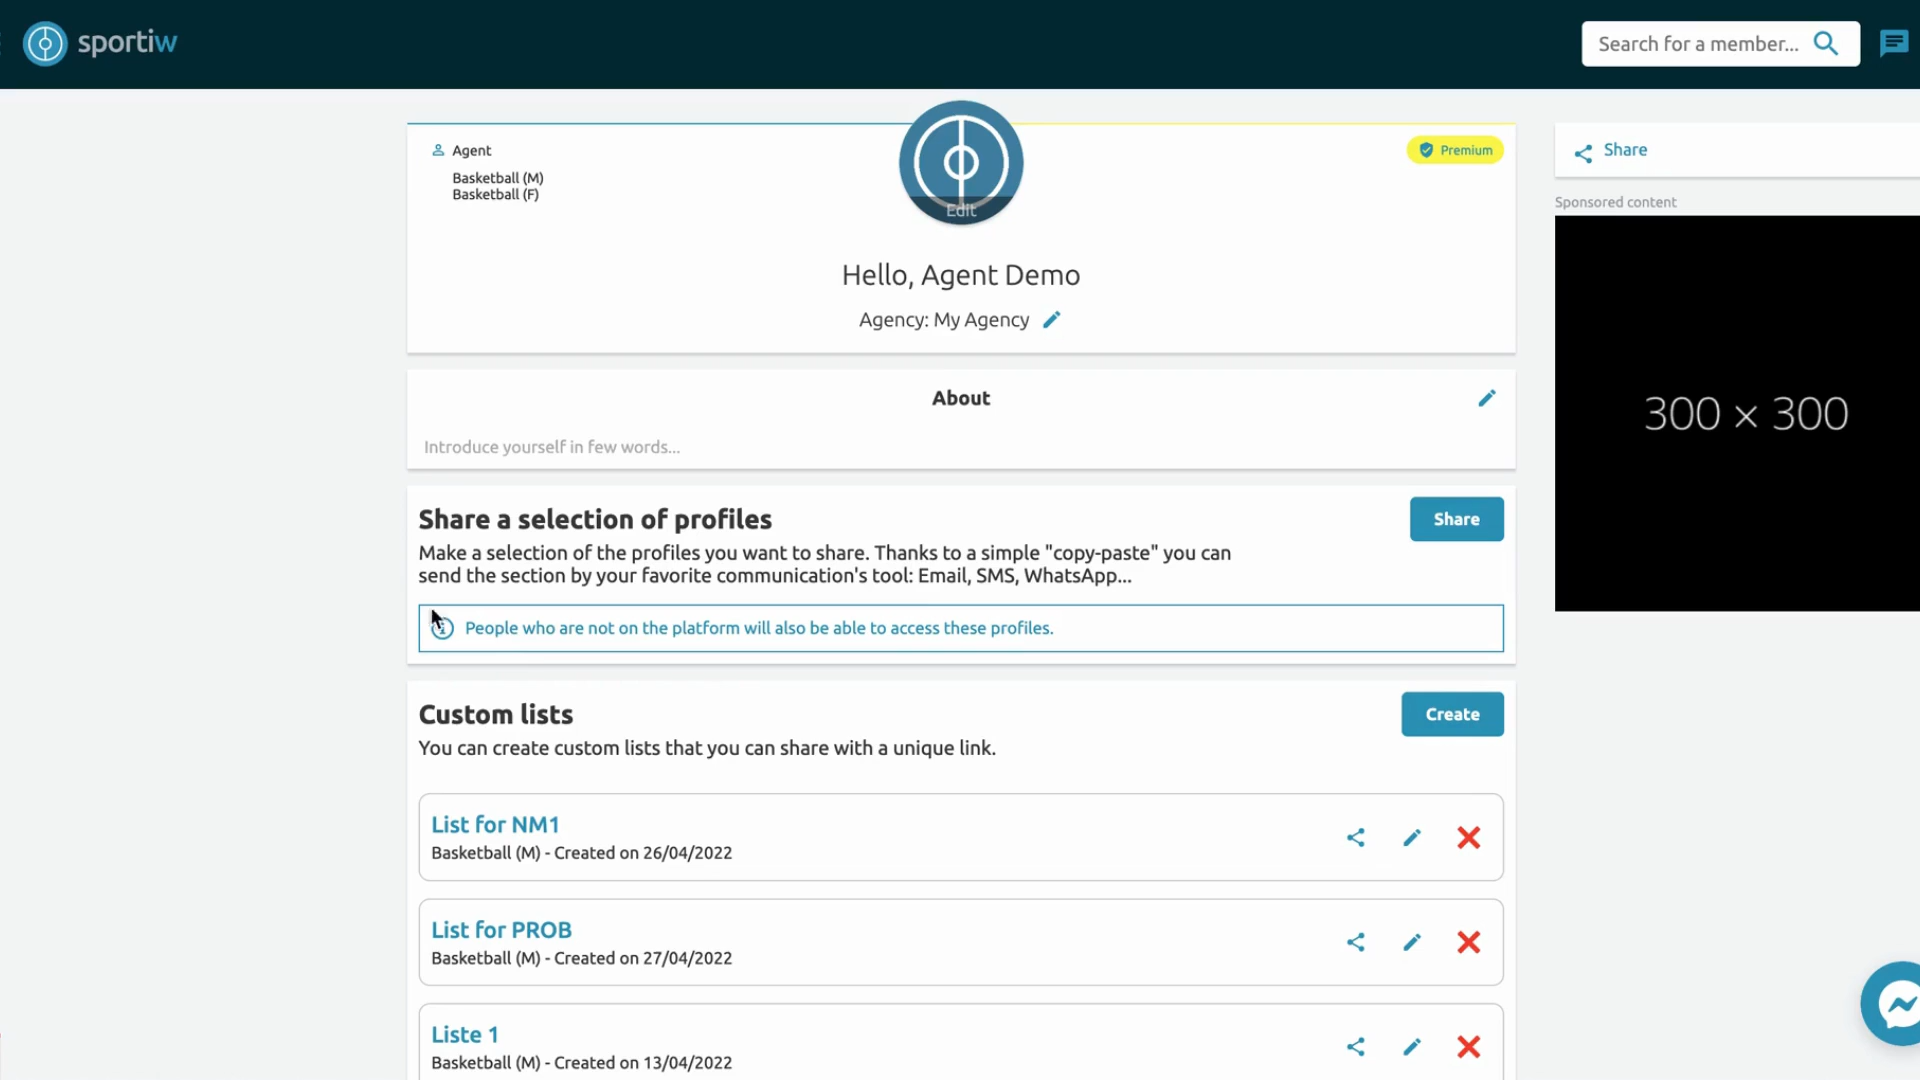 sportiw
Search for a member...
Agent
Basketball (M)
Basketball (F)
Premium
Edit
Hello, Agent Demo
Agency: My Agency
Share
Sponsored content
300 × 300
About
Introduce yourself in few words...
Share a selection of profiles
Share
Make a selection of the profiles you want to share. Thanks to a simple "copy-paste" you can
send the section by your favorite communication's tool: Email, SMS, WhatsApp...
People who are not on the platform will also be able to access these profiles.
Custom lists
Create
You can create custom lists that you can share with a unique link.
List for NM1
Basketball (M) - Created on 26/04/2022
List for PROB
Basketball (M) - Created on 27/04/2022
Liste 1
Basketball (M) - Created on 13/04/2022